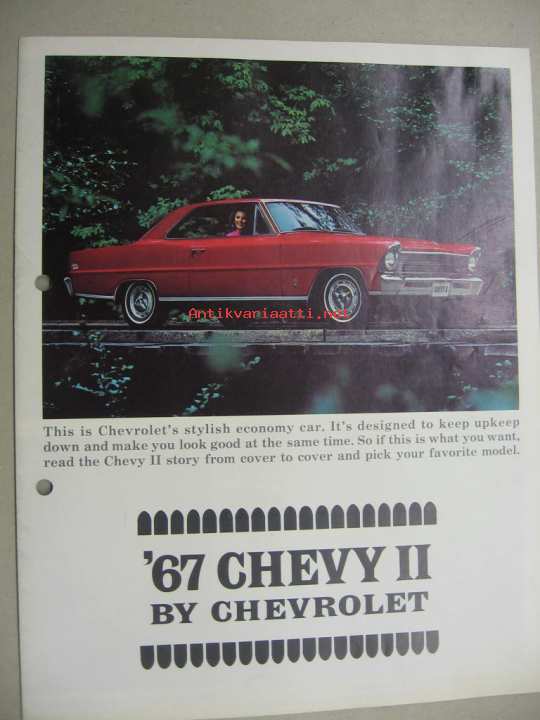 Antikvariaatti.net
This is Chevrolet's stylish economy car. It's designed to keep upkeep
down and make you look good at the same time. So if this is what you want,
read the Chevy II story from cover to cover and pick your favorite model.
'67 CHEVY II
BY CHEVROLET